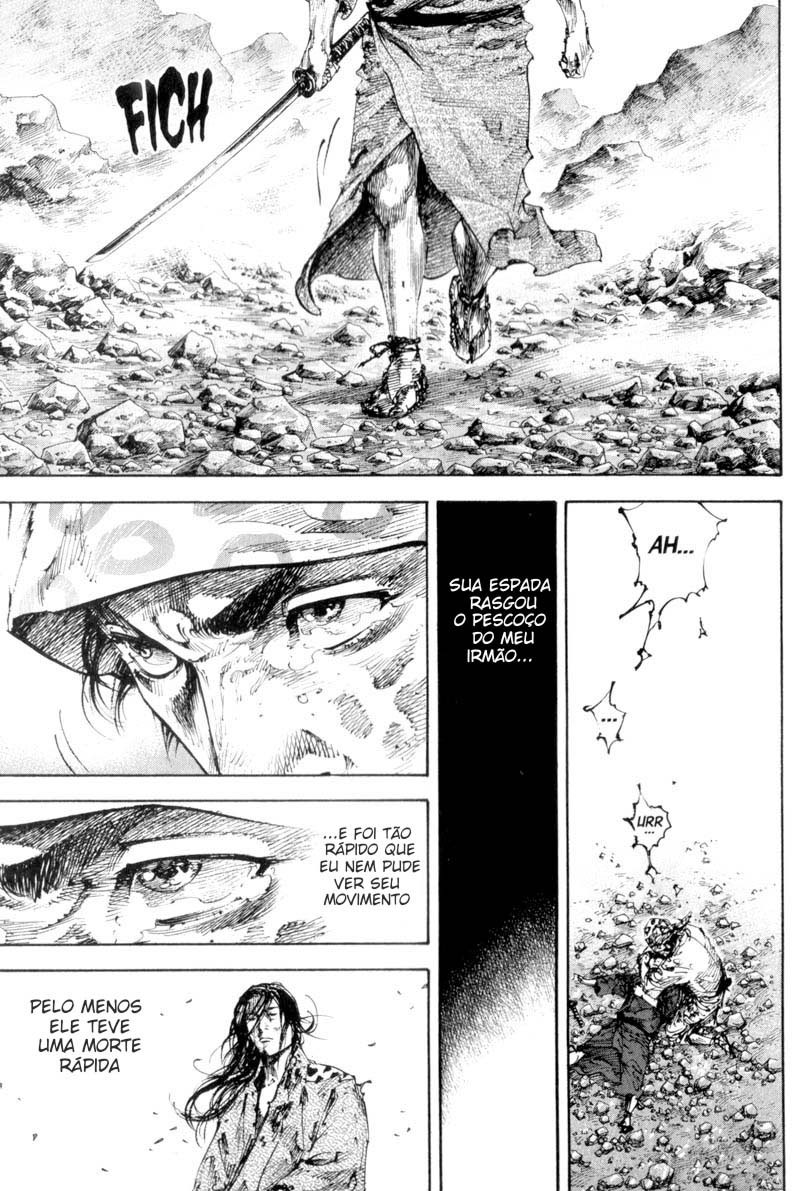 FICH
AH...
...
URR
...
SUA ESPADA
RASGOU
O PESCOÇO
DO MEU
IRMÃO...
...E FOI TÃO
RÁPIDO QUE
EU NEM PUDE
VER SEU
MOVIMENTO
PELO MENOS
ELE TEVE
UMA MORTE
RÁPIDA